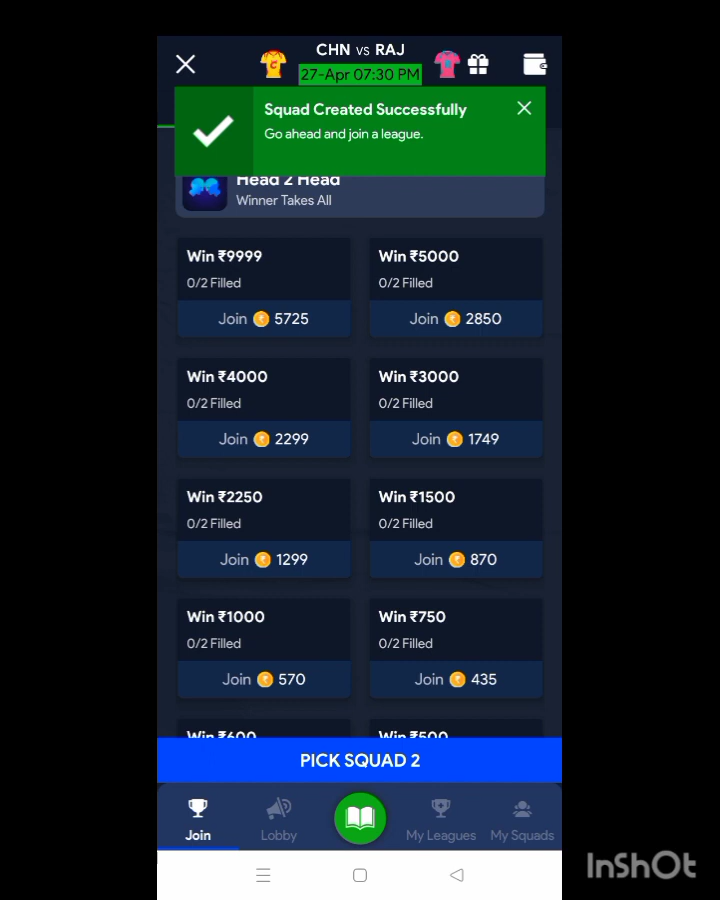 CHN vs RAJ
27-Apr 07:30 PM
Squad Created Successfully
Go ahead and join a league.
Head 2 Head
Winner Takes All
Win ₹9999
0/2 Filled
Join 5725
Win ₹5000
0/2 Filled
Join 2850
Win ₹4000
0/2 Filled
Join 2299
Win ₹3000
0/2 Filled
Join 1749
Win ₹2250
0/2 Filled
Join 1299
Win ₹1500
0/2 Filled
Join 870
Win ₹1000
0/2 Filled
Join 570
Win ₹750
0/2 Filled
Join 435
Win ₹600
Win ₹500
PICK SQUAD 2
Join
Lobby
My Leagues
My Squads
InShOt